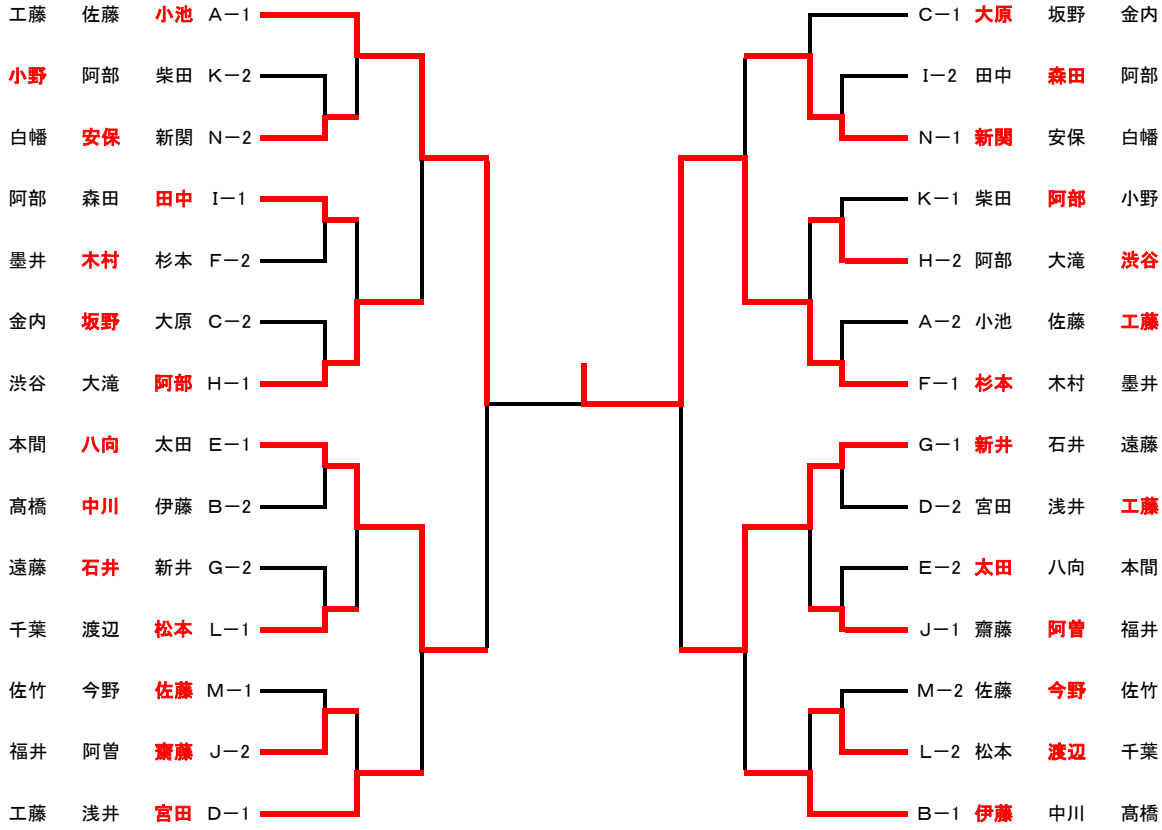 工藤 佐藤 小池 A－1 C－1 大原 坂野 金内
小野 阿部 柴田 K－2 I－2 田中 森田 阿部
白幡 安保 新関 N－2 N－1 新関 安保 白幡
阿部 森田 田中 I－1 K－1 柴田 阿部 小野
墨井 木村 杉本 F－2 H－2 阿部 大滝 渋谷
金内 坂野 大原 C－2 A－2 小池 佐藤 工藤
渋谷 大滝 阿部 H－1 F－1 杉本 木村 墨井
本間 八向 太田 E－1 G－1 新井 石井 遠藤
髙橋 中川 伊藤 B－2 D－2 宮田 浅井 工藤
遠藤 石井 新井 G－2 E－2 太田 八向 本間
千葉 渡辺 松本 L－1 J－1 齋藤 阿曽 福井
佐竹 今野 佐藤 M－1 M－2 佐藤 今野 佐竹
福井 阿曽 齋藤 J－2 L－2 松本 渡辺 千葉
工藤 浅井 宮田 D－1 B－1 伊藤 中川 髙橋